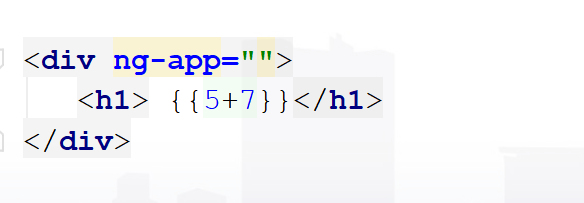 <div ng-app="">
<h1> {{5+7}}</h1>
</div>